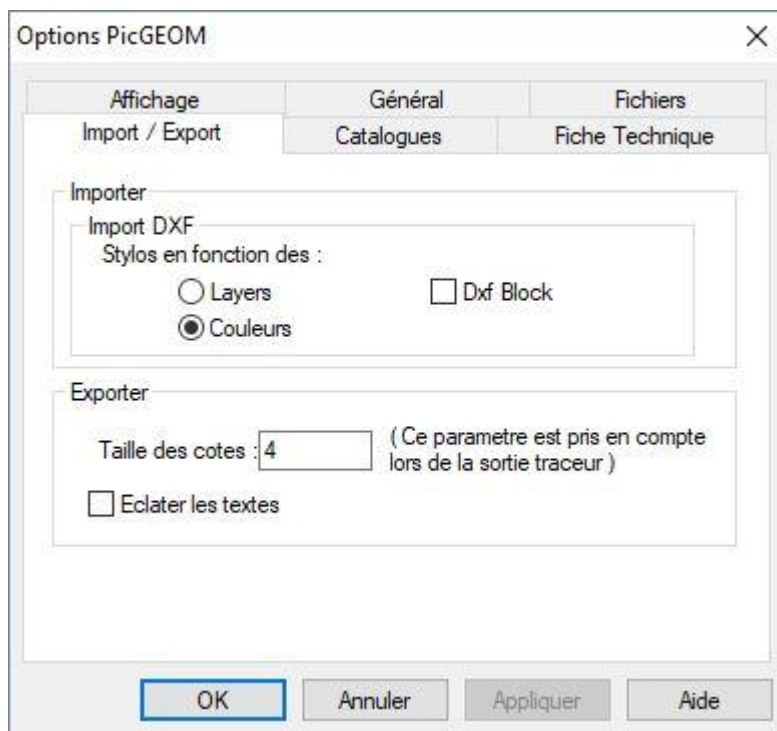 Options PicGEOM
Affichage
Général
Fichiers
Import / Export
Catalogues
Fiche Technique
Importer
Import DXF
Stylos en fonction des :
Layers
Dxf Block
Couleurs
Exporter
Taille des cotes : 4
( Ce parametre est pris en compte
lors de la sortie traceur )
Eclater les textes
OK
Annuler
Appliquer
Aide